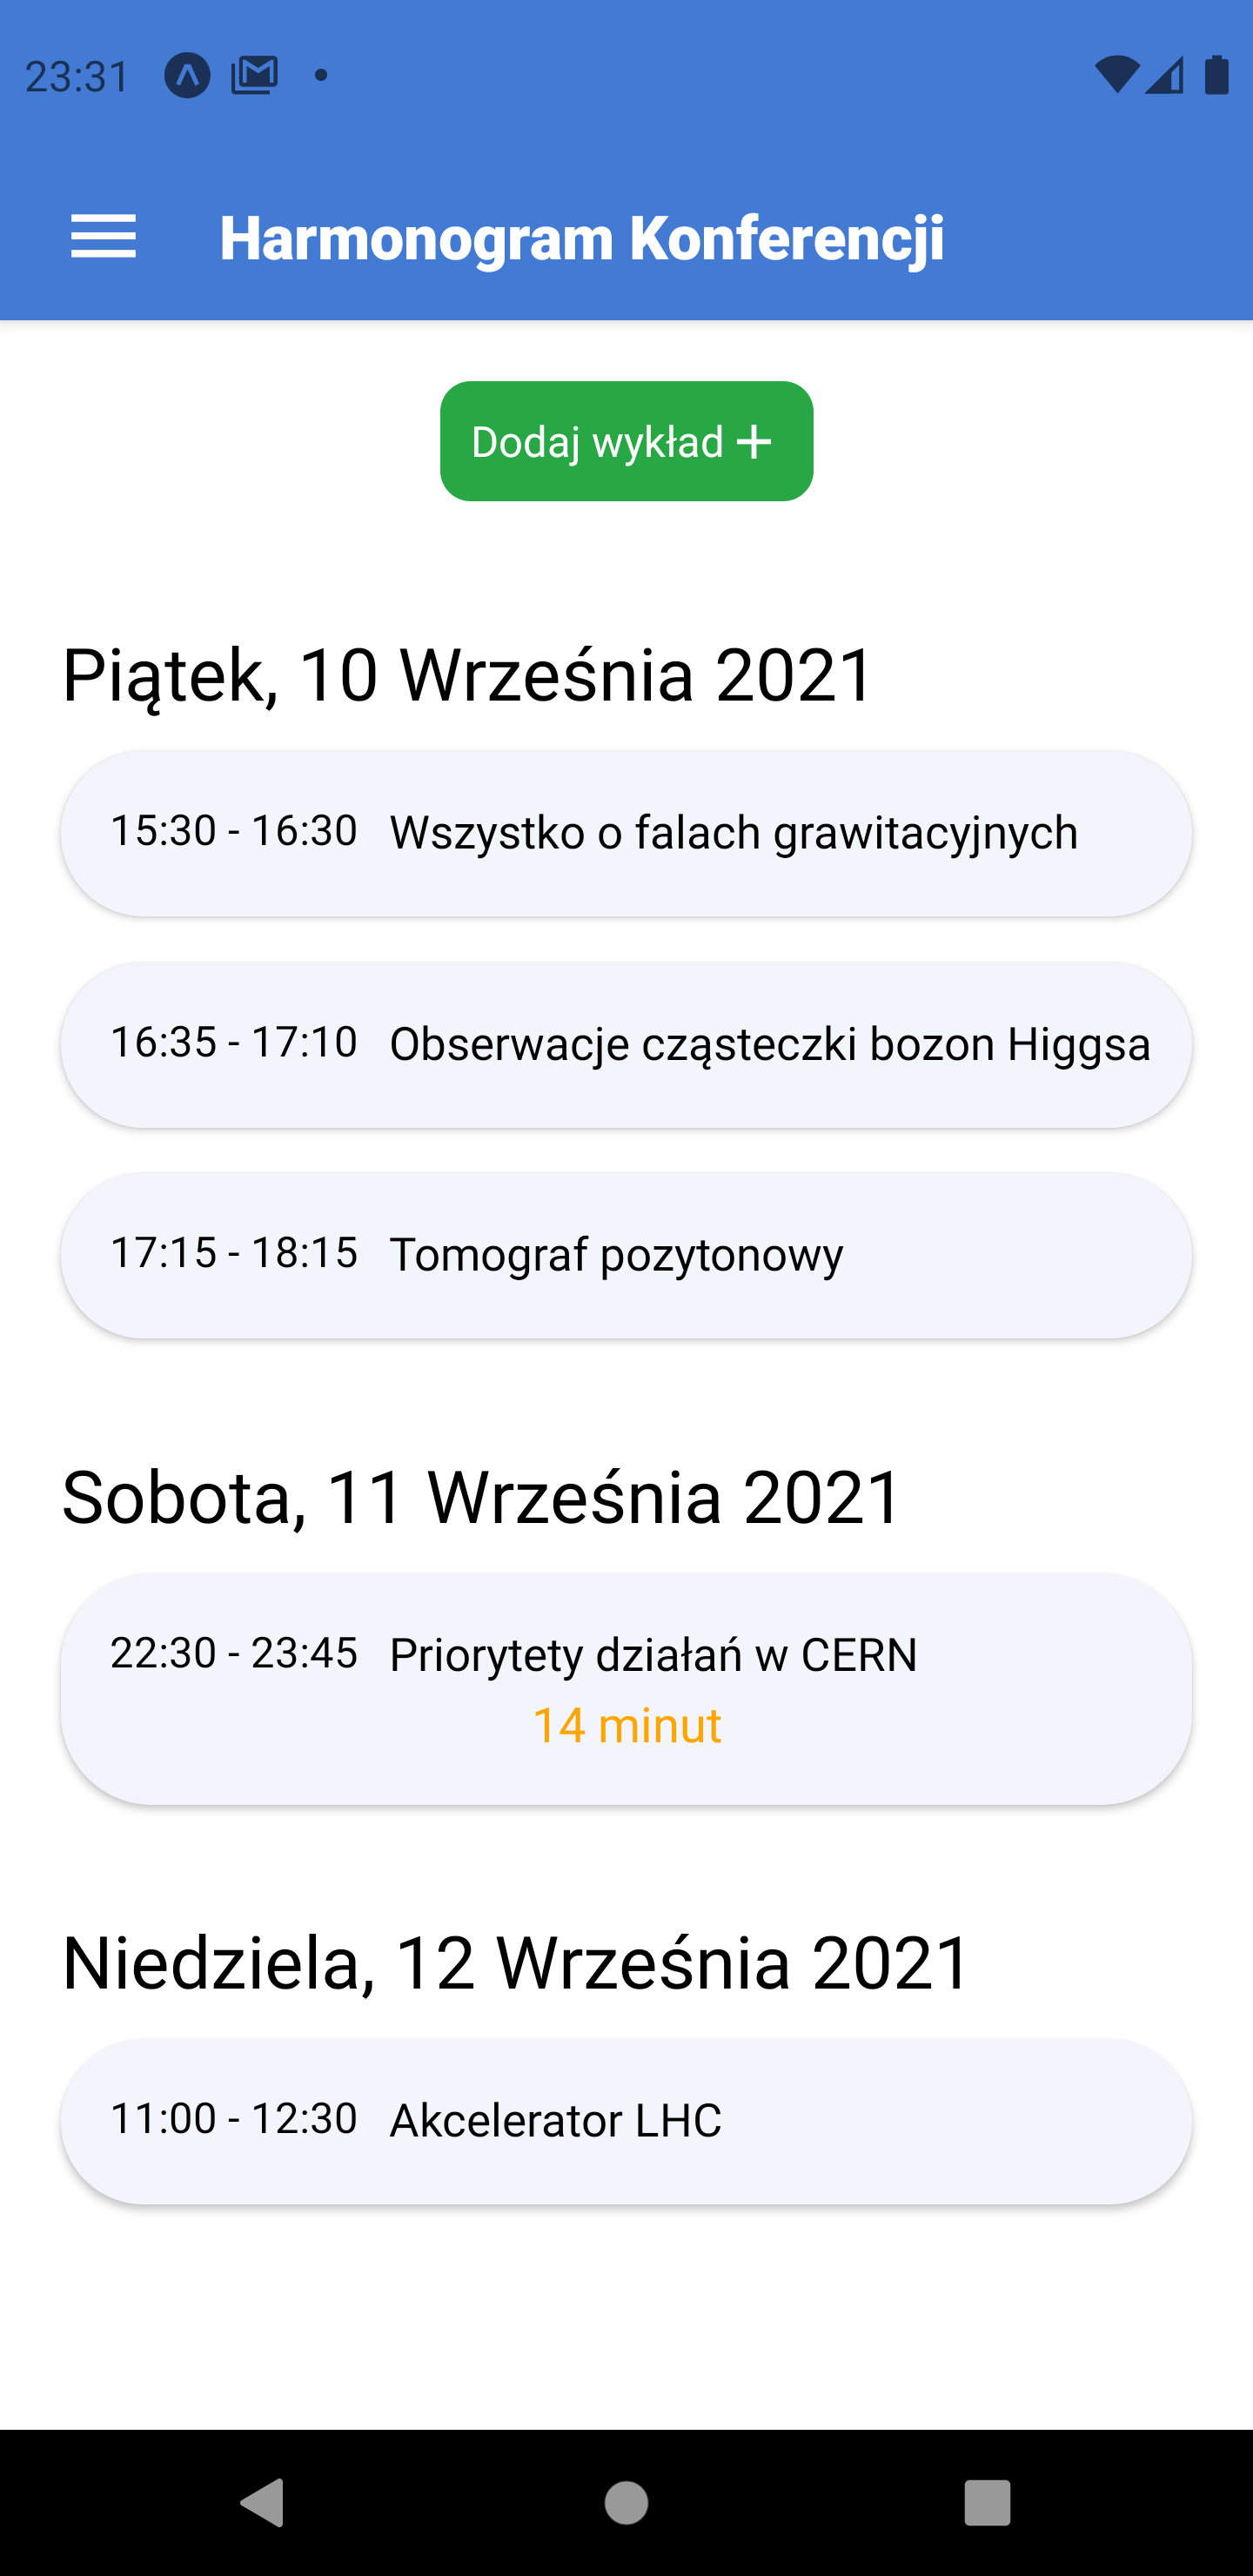 23:31
Harmonogram Konferencji
Dodaj wykład +
Piątek, 10 Września 2021
15:30 - 16:30 Wszystko o falach grawitacyjnych
16:35 - 17:10 Obserwacje cząsteczki bozon Higgsa
17:15 - 18:15 Tomograf pozytonowy
Sobota, 11 Września 2021
22:30 - 23:45 Priorytety działań w CERN
14 minut
Niedziela, 12 Września 2021
11:00 - 12:30 Akcelerator LHC